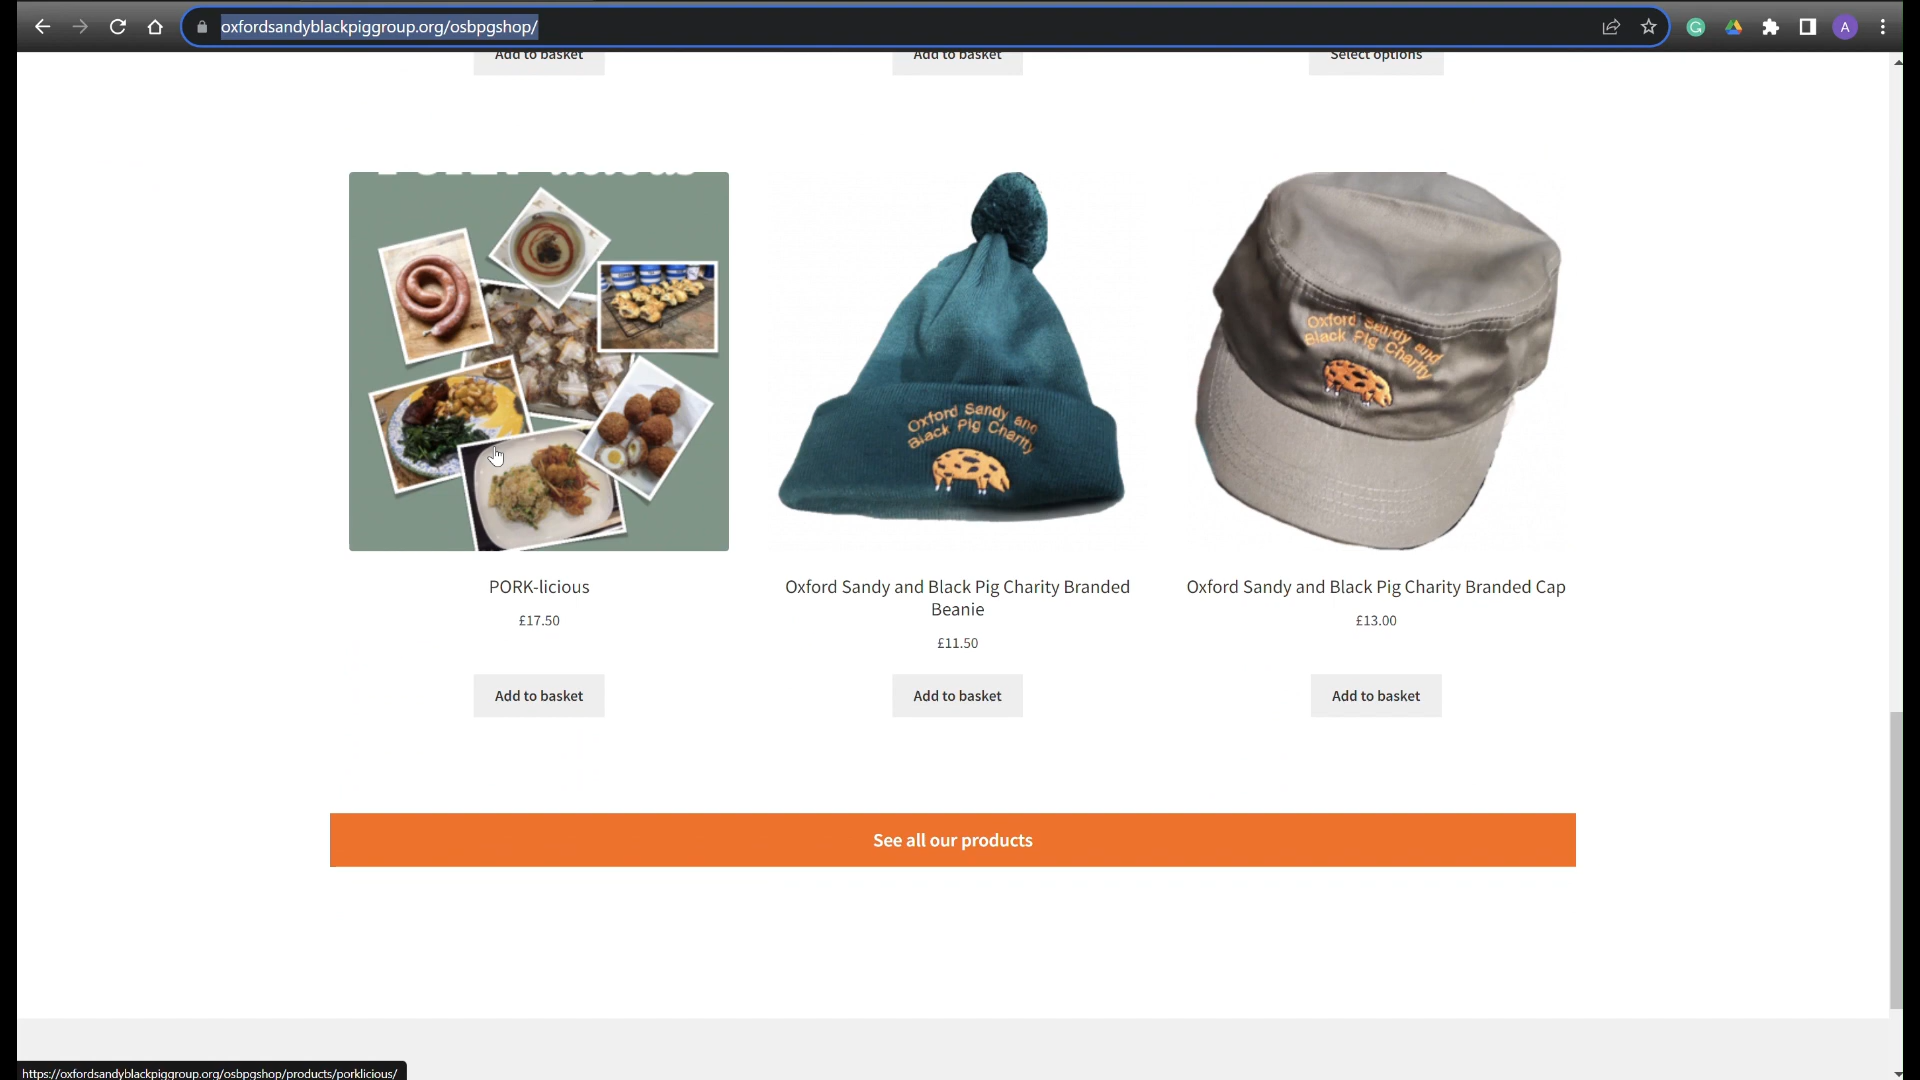 oxfordsandyblackpiggroup.org/osbpgshop/
G
A
Add to basket
Add to basket
Select options
Oxford Sandy and
Black Pig Charity
Oxford Sandy and
Black Pig Charity
PORK-licious
Oxford Sandy and Black Pig Charity Branded
Beanie
Oxford Sandy and Black Pig Charity Branded Cap
£17.50
£11.50
£13.00
Add to basket
Add to basket
Add to basket
See all our products
https://oxfordsandyblackpiggroup.org/osbpgshop/products/porklicious/